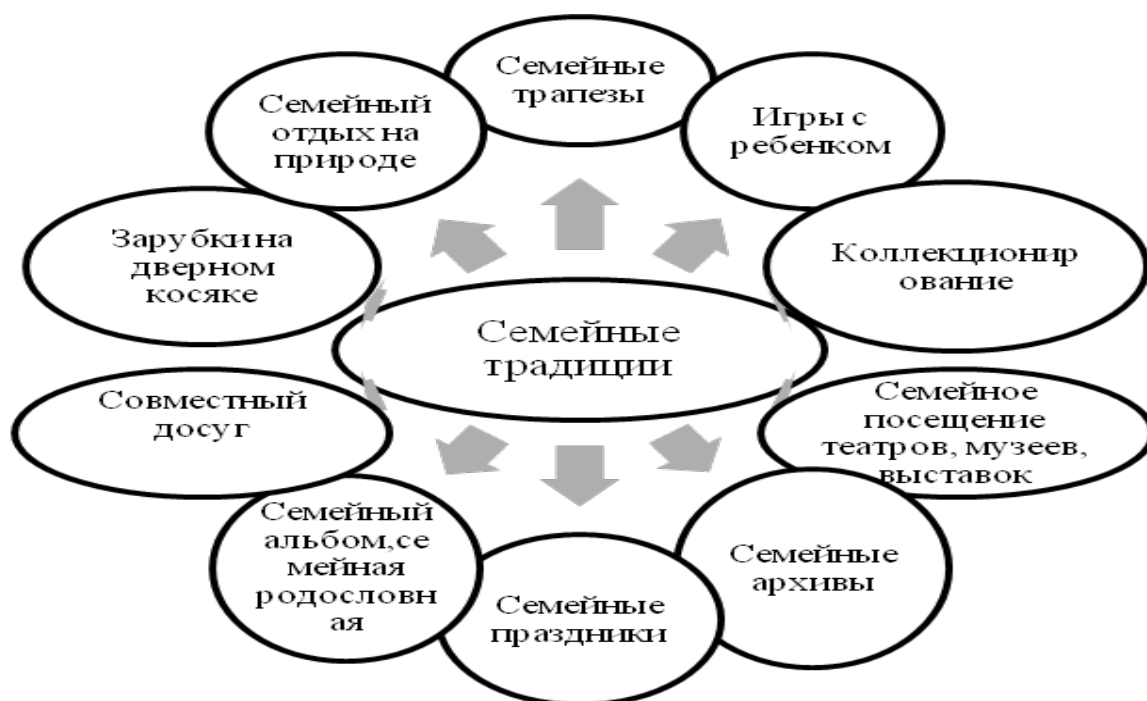 Семейные
трапезы
Игры с
ребенком
Коллекционир
ование
Семейное
посещение
театров, музеев,
выставок
Семейные
архивы
Семейные
праздники
Семейный
альбом,се
мейная
родословн
ая
Совместный
досуг
Зарубки на
дверном
косяке
Семейный
отдых на
природе
Семейные
традиции